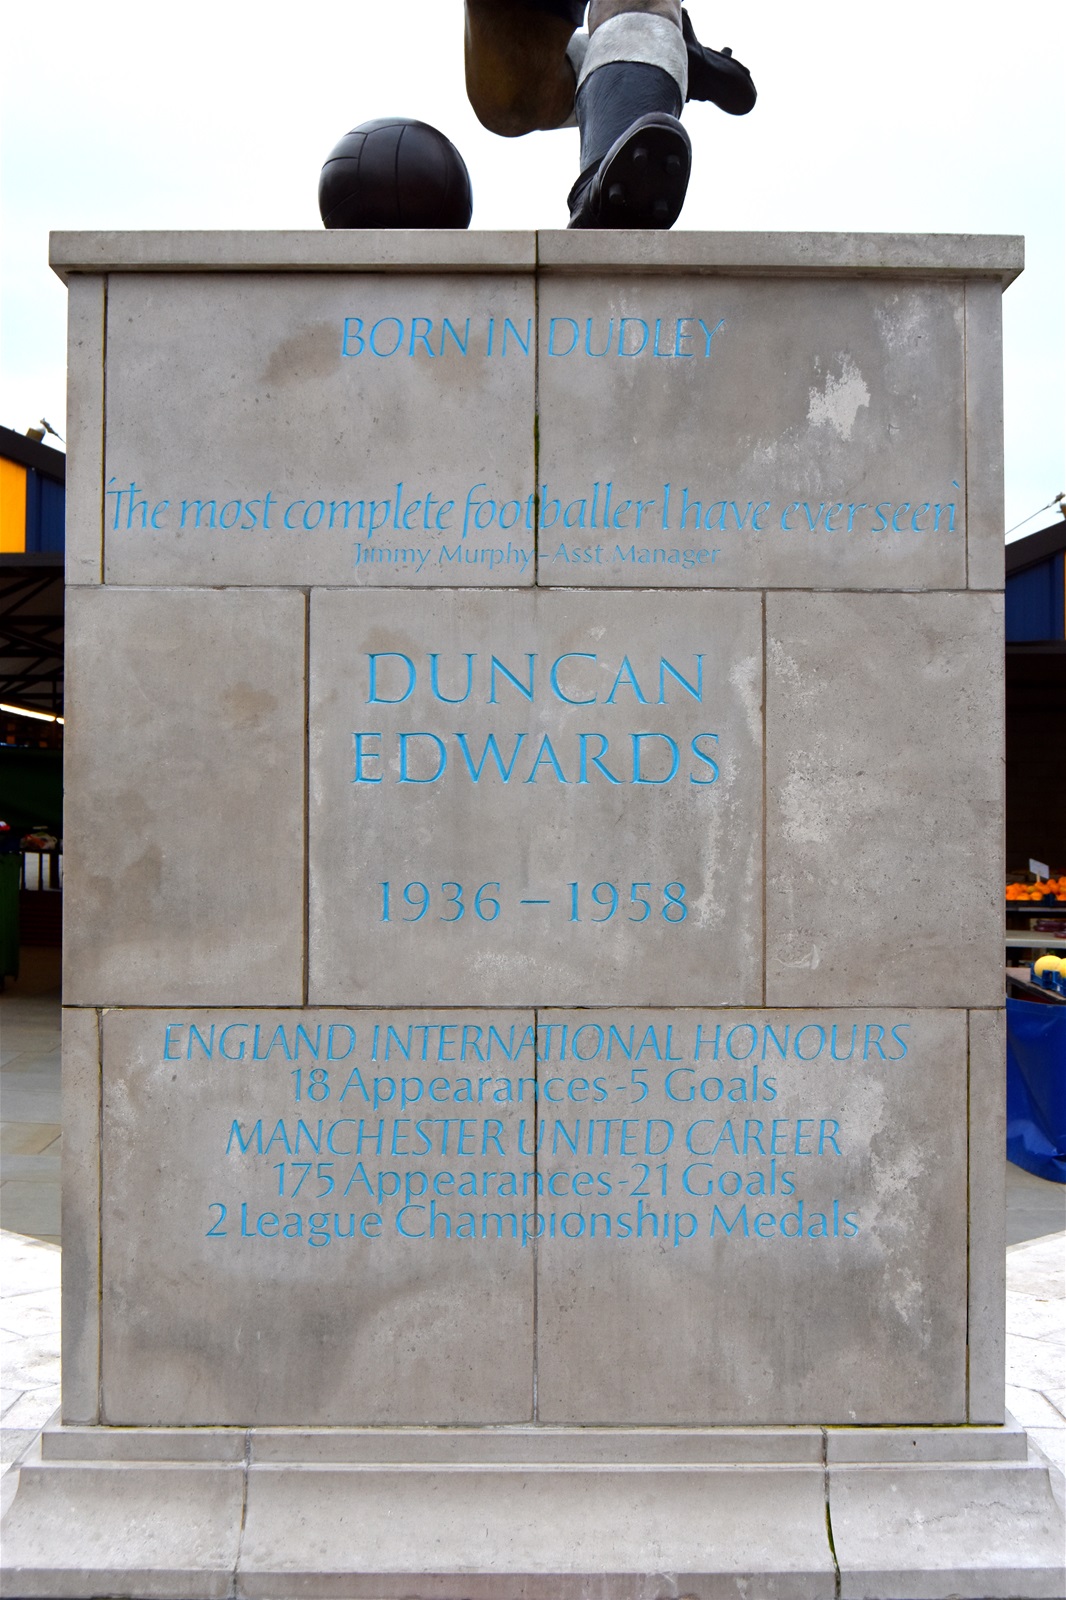 BORN IN DUDLEY
'The most complete footballer I have ever seen'
Jimmy Murphy - Asst. Manager
DUNCAN
EDWARDS
1936 – 1958
ENGLAND INTERNATIONAL HONOURS
18 Appearances - 5 Goals
MANCHESTER UNITED CAREER
175 Appearances - 21 Goals
2 League Championship Medals